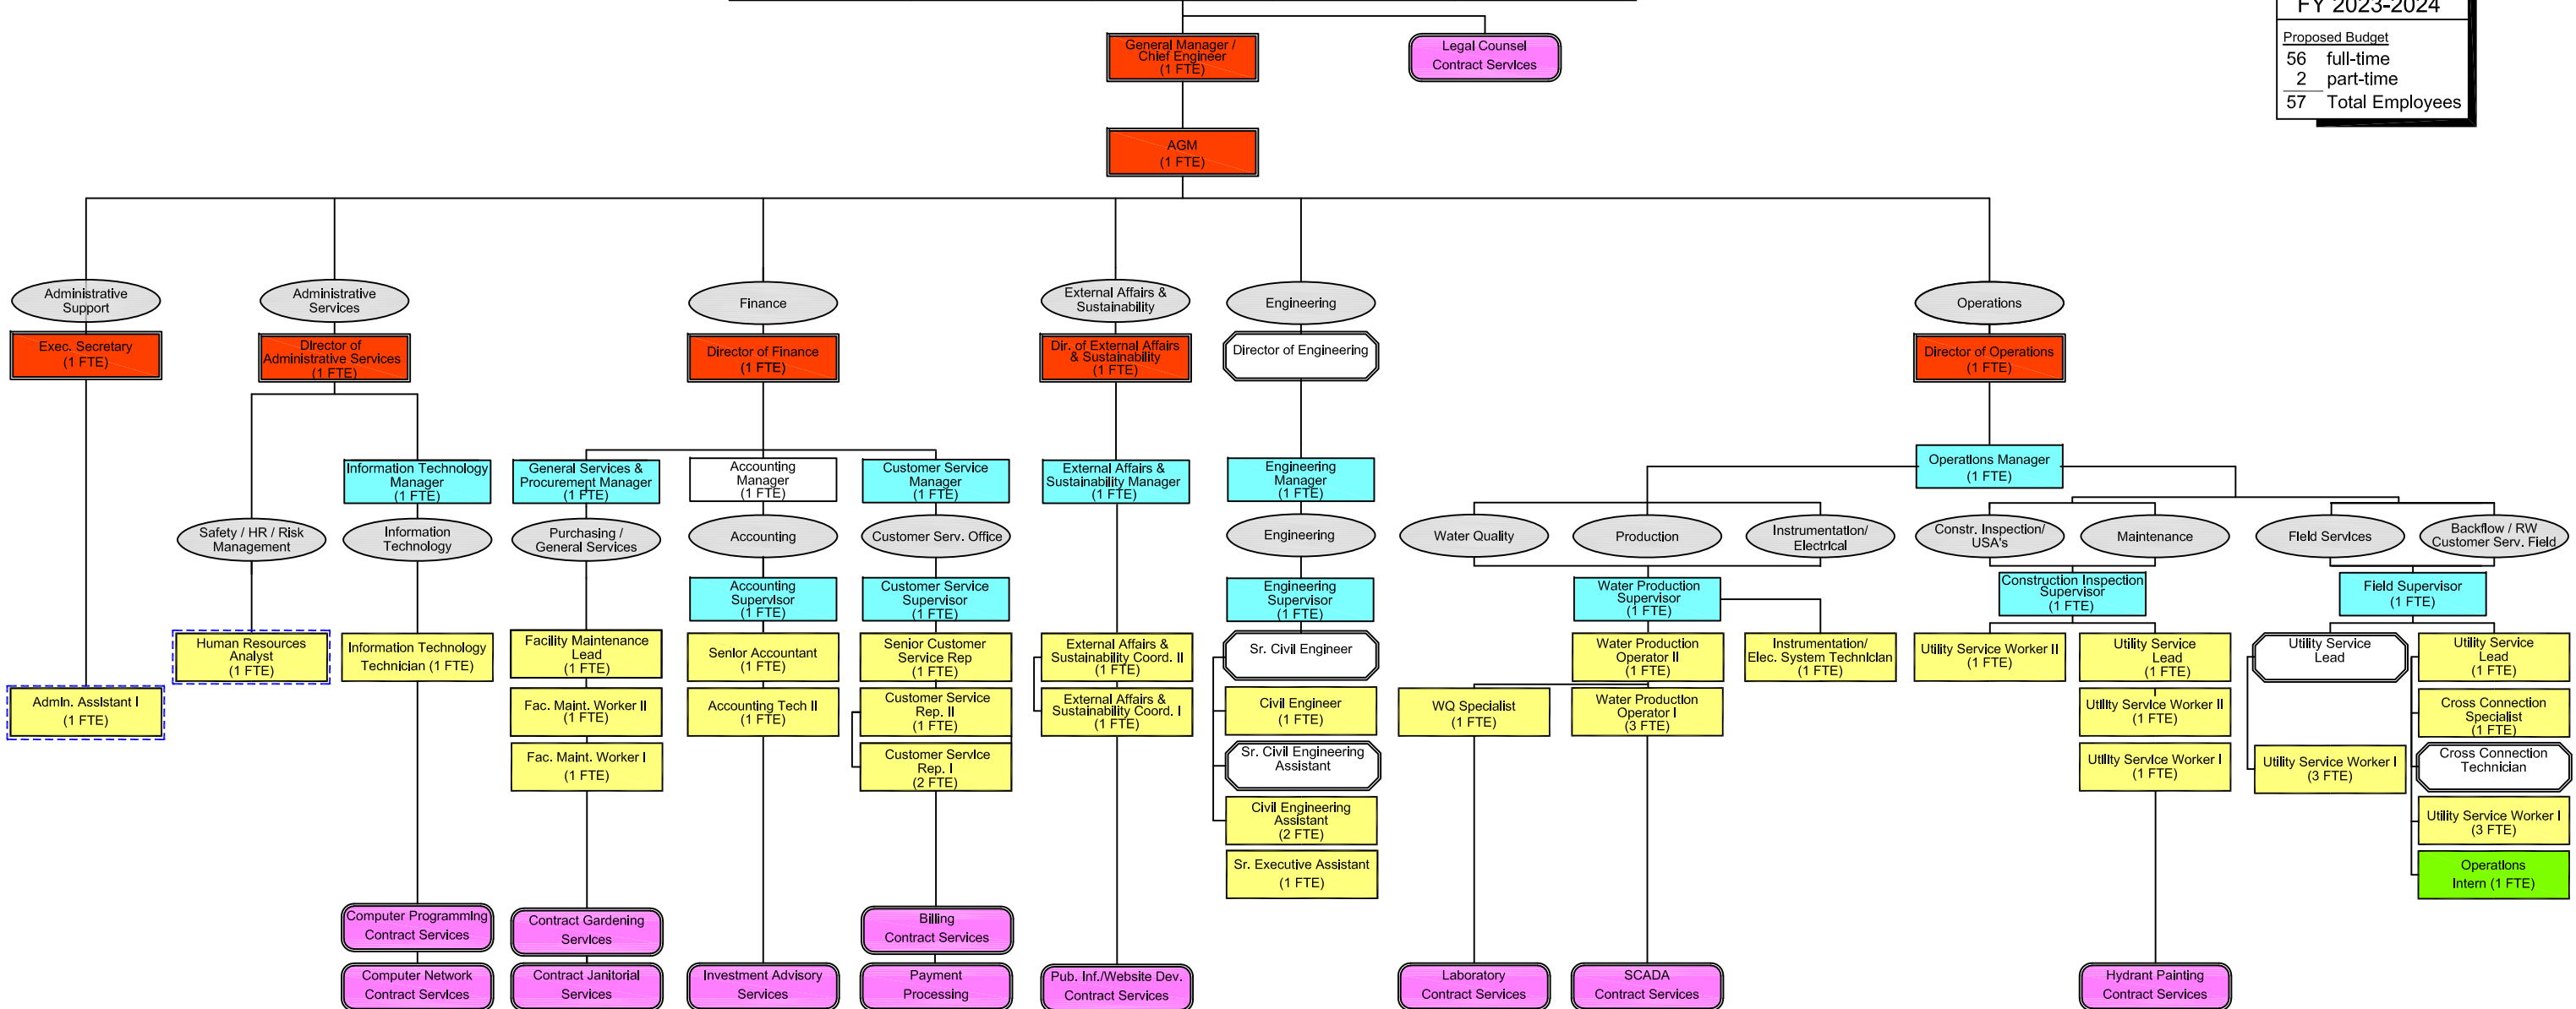 FY 2023-2024
Proposed Budget
56 full-time
2 part-time
57 Total Employees
General Manager /
Chief Engineer
(1 FTE)
Legal Counsel
Contract Services
AGM
(1 FTE)
Administrative
Support
Administrative
Services
Finance
External Affairs &
Sustainability
Engineering
Operations
Exec. Secretary
(1 FTE)
Director of
Administrative Services
(1 FTE)
Director of Finance
(1 FTE)
Dir. of External Affairs
& Sustainability
(1 FTE)
Director of Engineering
Director of Operations
(1 FTE)
Information Technology
Manager
(1 FTE)
General Services &
Procurement Manager
(1 FTE)
Accounting
Manager
(1 FTE)
Customer Service
Manager
(1 FTE)
External Affairs &
Sustainability Manager
(1 FTE)
Engineering
Manager
(1 FTE)
Operations Manager
(1 FTE)
Safety / HR / Risk
Management
Information
Technology
Purchasing /
General Services
Accounting
Customer Serv. Office
Engineering
Water Quality
Production
Instrumentation/
Electrical
Constr. Inspection/
USA's
Maintenance
Field Services
Backflow / RW
Customer Serv. Field
Accounting
Supervisor
(1 FTE)
Customer Service
Supervisor
(1 FTE)
Engineering
Supervisor
(1 FTE)
Water Production
Supervisor
(1 FTE)
Construction Inspection
Supervisor
(1 FTE)
Field Supervisor
(1 FTE)
Human Resources
Analyst
(1 FTE)
Information Technology
Technician (1 FTE)
Facility Maintenance
Lead
(1 FTE)
Senior Accountant
(1 FTE)
Senior Customer
Service Rep
(1 FTE)
External Affairs &
Sustainability Coord. II
(1 FTE)
Sr. Civil Engineer
Water Production
Operator II
(1 FTE)
Instrumentation/
Elec. System Technician
(1 FTE)
Utility Service Worker II
(1 FTE)
Utility Service
Lead
(1 FTE)
Utility Service
Lead
Utility Service
Lead
(1 FTE)
Admin. Assistant I
(1 FTE)
Fac. Maint. Worker II
(1 FTE)
Accounting Tech II
(1 FTE)
Customer Service
Rep. II
(1 FTE)
External Affairs &
Sustainability Coord. I
(1 FTE)
Civil Engineer
(1 FTE)
WQ Specialist
(1 FTE)
Water Production
Operator I
(3 FTE)
Utility Service Worker II
(1 FTE)
Cross Connection
Specialist
(1 FTE)
Fac. Maint. Worker I
(1 FTE)
Customer Service
Rep. I
(2 FTE)
Sr. Civil Engineering
Assistant
Utility Service Worker I
(1 FTE)
Utility Service Worker I
(3 FTE)
Cross Connection
Technician
Civil Engineering
Assistant
(2 FTE)
Utility Service Worker I
(3 FTE)
Sr. Executive Assistant
(1 FTE)
Operations
Intern (1 FTE)
Computer Programming
Contract Services
Contract Gardening
Services
Billing
Contract Services
Computer Network
Contract Services
Contract Janitorial
Services
Investment Advisory
Services
Payment
Processing
Pub. Inf./Website Dev.
Contract Services
Laboratory
Contract Services
SCADA
Contract Services
Hydrant Painting
Contract Services